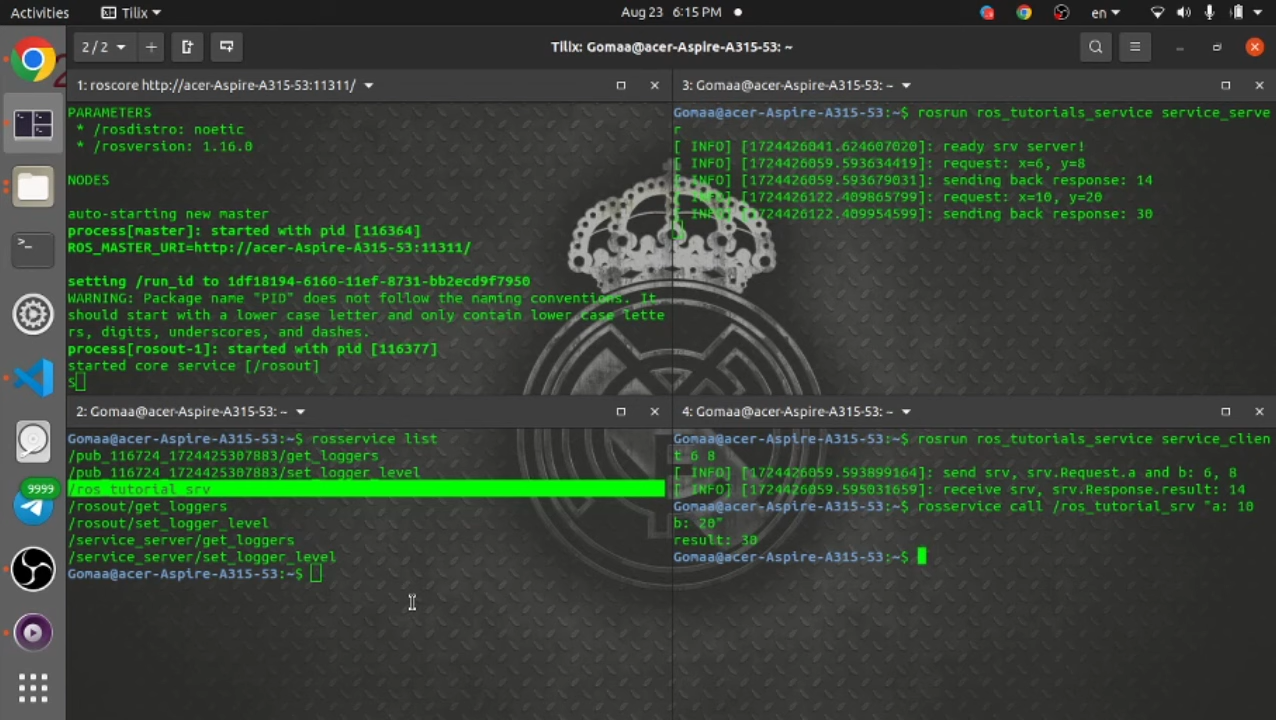 Activities
Tilix
Aug 23 6:15 PM
en
2 / 2
Tilix: Gomaa@acer-Aspire-A315-53: ~
1: roscore http://acer-Aspire-A315-53:11311/
PARAMETERS
* /rosdistro: noetic
* /rosversion: 1.16.0
NODES
auto-starting new master
process[master]: started with pid [116364]
ROS_MASTER_URI=http://acer-Aspire-A315-53:11311/
setting /run_id to 1df18194-6160-11ef-8731-bb2ecd9f7950
WARNING: Package name "PID" does not follow the naming conventions. It
should start with a lower case letter and only contain lower case lette
rs, digits, underscores, and dashes.
process[rosout-1]: started with pid [116377]
started core service [/rosout]
S
3: Gomaa@acer-Aspire-A315-53: ~
Gomaa@acer-Aspire-A315-53:~$ rosrun ros_tutorials_service service_serve
r
[ INFO] [1724426041.624607020]: ready srv server!
[ INFO] [1724426059.593634419]: request: x=6, y=8
[ INFO] [1724426059.593679031]: sending back response: 14
[ INFO] [1724426122.409865799]: request: x=10, y=20
[ INFO] [1724426122.409954599]: sending back response: 30
2: Gomaa@acer-Aspire-A315-53: ~
Gomaa@acer-Aspire-A315-53:~$ rosservice list
/pub_116724_1724425307883/get_loggers
/pub_116724_1724425307883/set_logger_level
/ros_tutorial_srv
/rosout/get_loggers
/rosout/set_logger_level
/service_server/get_loggers
/service_server/set_logger_level
Gomaa@acer-Aspire-A315-53:~$
4: Gomaa@acer-Aspire-A315-53: ~
Gomaa@acer-Aspire-A315-53:~$ rosrun ros_tutorials_service service_clien
t 6 8
[ INFO] [1724426059.593899164]: send srv, srv.Request.a and b: 6, 8
[ INFO] [1724426059.595031659]: receive srv, srv.Response.result: 14
Gomaa@acer-Aspire-A315-53:~$ rosservice call /ros_tutorial_srv "a: 10
b: 20"
result: 30
Gomaa@acer-Aspire-A315-53:~$
9999